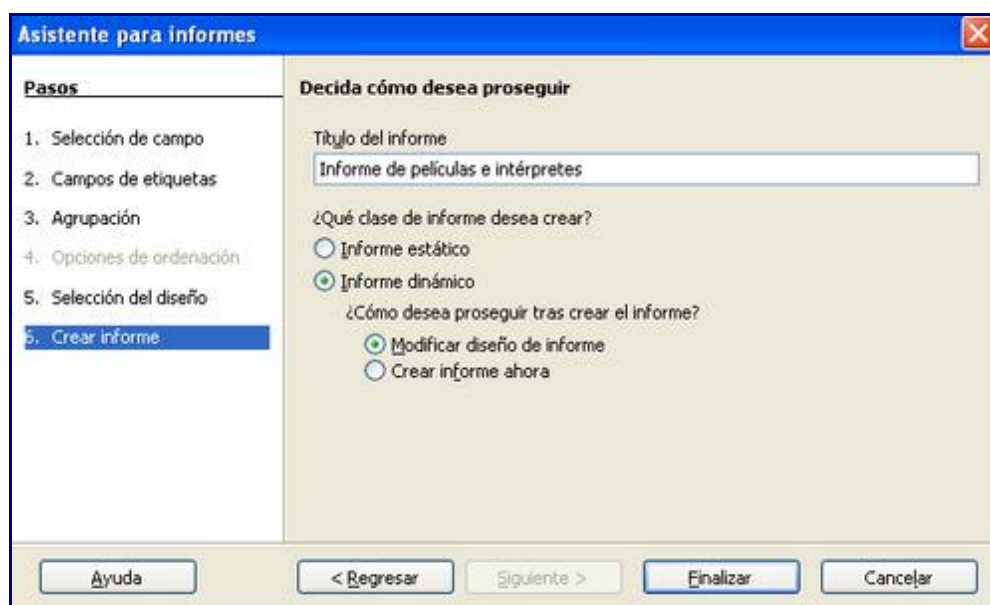 Asistente para informes
Pasos
1. Selección de campo
2. Campos de etiquetas
3. Agrupación
4. Opciones de ordenación
5. Selección del diseño
6. Crear informe
Decida cómo desea proseguir
Título del informe
Informe de películas e intérpretes
¿Qué clase de informe desea crear?
Informe estático
Informe dinámico
¿Cómo desea proseguir tras crear el informe?
Modificar diseño de informe
Crear informe ahora
Ayuda
< Regresar
Siguiente >
Finalizar
Cancelar